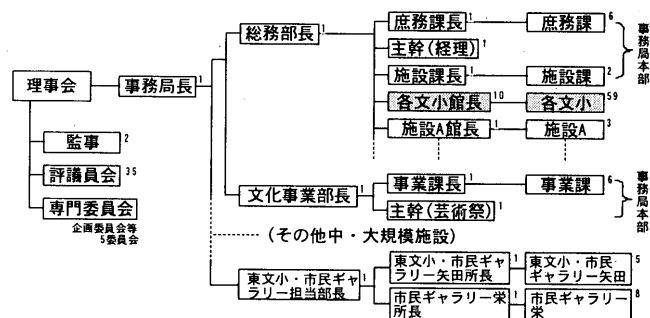 庶務課長 1 庶務課 6
総務部長 1
主幹(経理) 1
事務局本部
理事会 事務局長 1
施設課長 1 施設課 2
各文小館長 10 各文小 59
監事 2
施設A館長 1 施設A 3
評議員会 35
文化事業部長 1
事業課長 1 事業課 6
事務局本部
専門委員会
主幹(芸術祭) 1
企画委員会等
5委員会
(その他中・大規模施設)
東文小・市民ギャ
ラリー担当部長 1
東文小・市民ギャ
ラリー矢田所長 1
東文小・市民
ギャラリー矢田 5
市民ギャラリー栄
所長 1
市民ギャラリー
栄 8